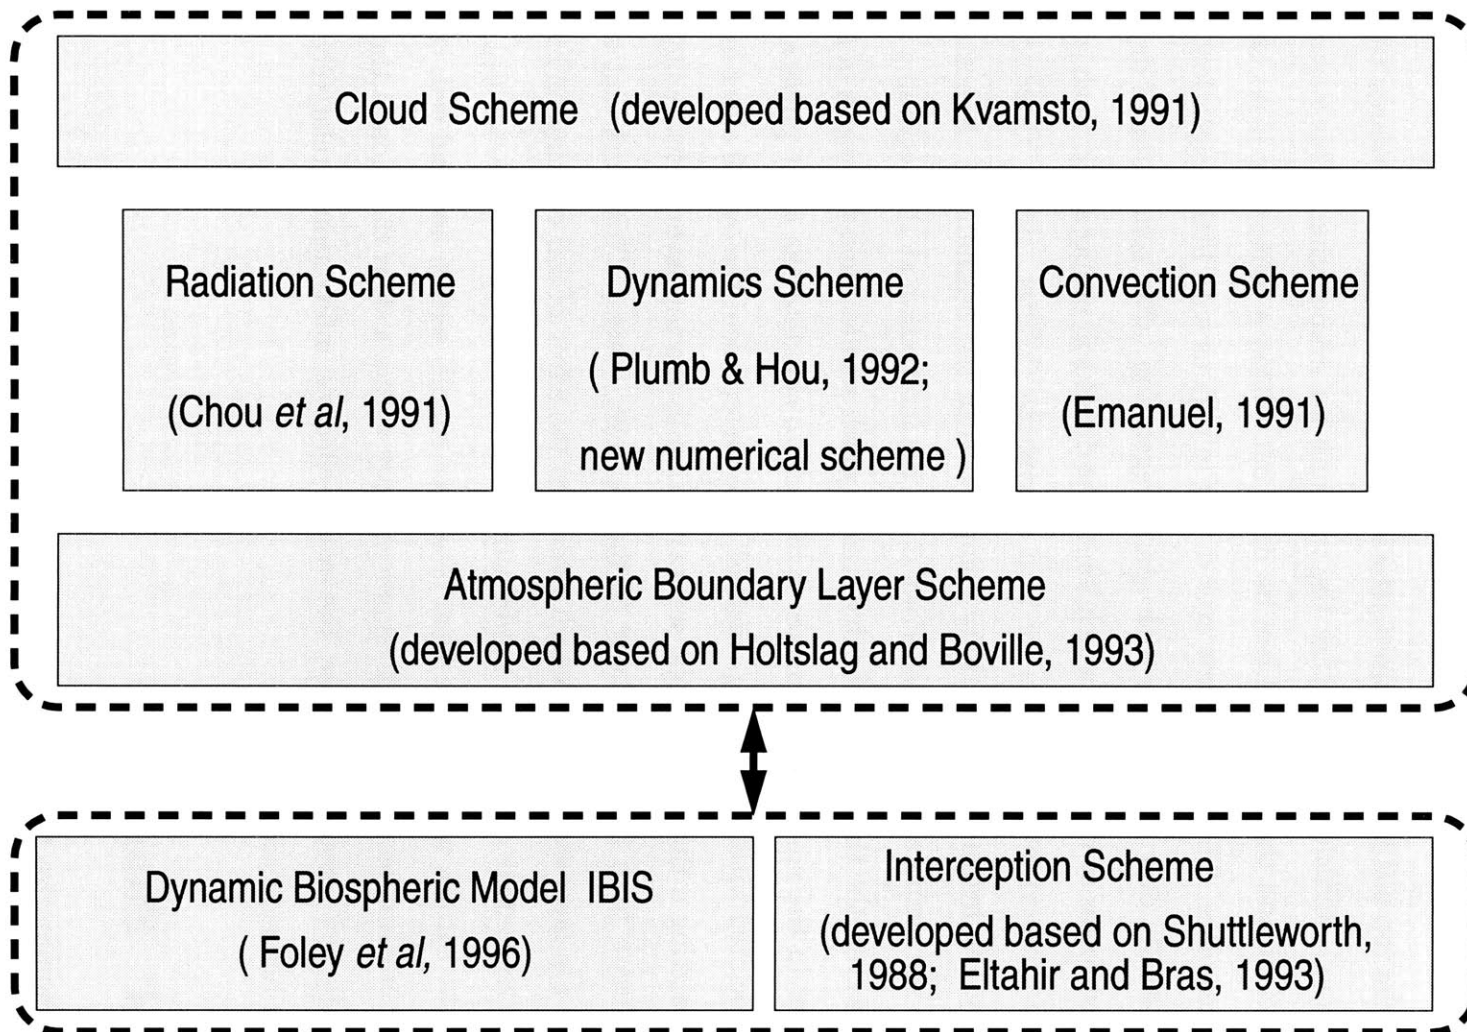 Cloud Scheme (developed based on Kvamsto, 1991)
Radiation Scheme
(Chou et al, 1991)
Dynamics Scheme
( Plumb & Hou, 1992;
new numerical scheme )
Convection Scheme
(Emanuel, 1991)
Atmospheric Boundary Layer Scheme
(developed based on Holtslag and Boville, 1993)
Dynamic Biospheric Model IBIS
( Foley et al, 1996)
Interception Scheme
(developed based on Shuttleworth,
1988; Eltahir and Bras, 1993)